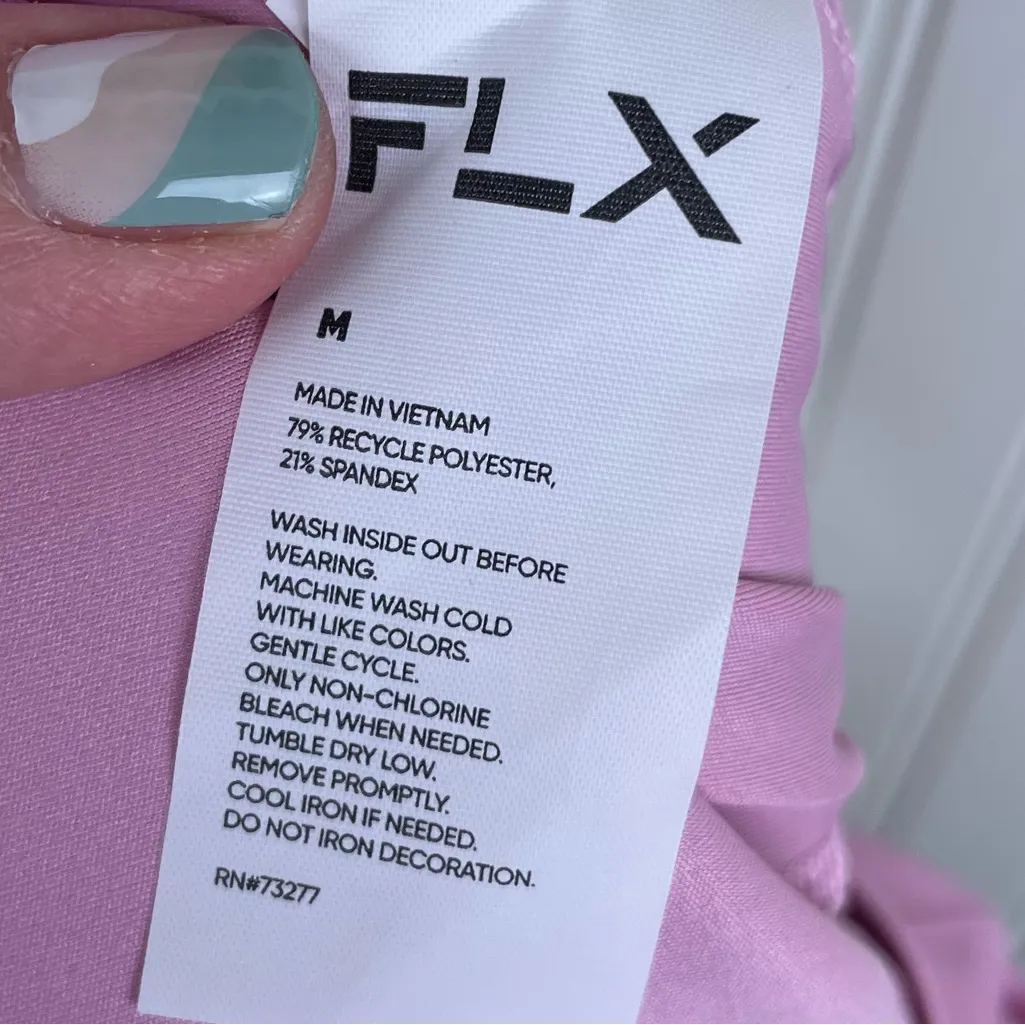 FLX
M
MADE IN VIETNAM
79% RECYCLE POLYESTER,
21% SPANDEX
WASH INSIDE OUT BEFORE
WEARING.
MACHINE WASH COLD
WITH LIKE COLORS.
GENTLE CYCLE.
ONLY NON-CHLORINE
BLEACH WHEN NEEDED.
TUMBLE DRY LOW.
REMOVE PROMPTLY.
COOL IRON IF NEEDED.
DO NOT IRON DECORATION.
RN#73277